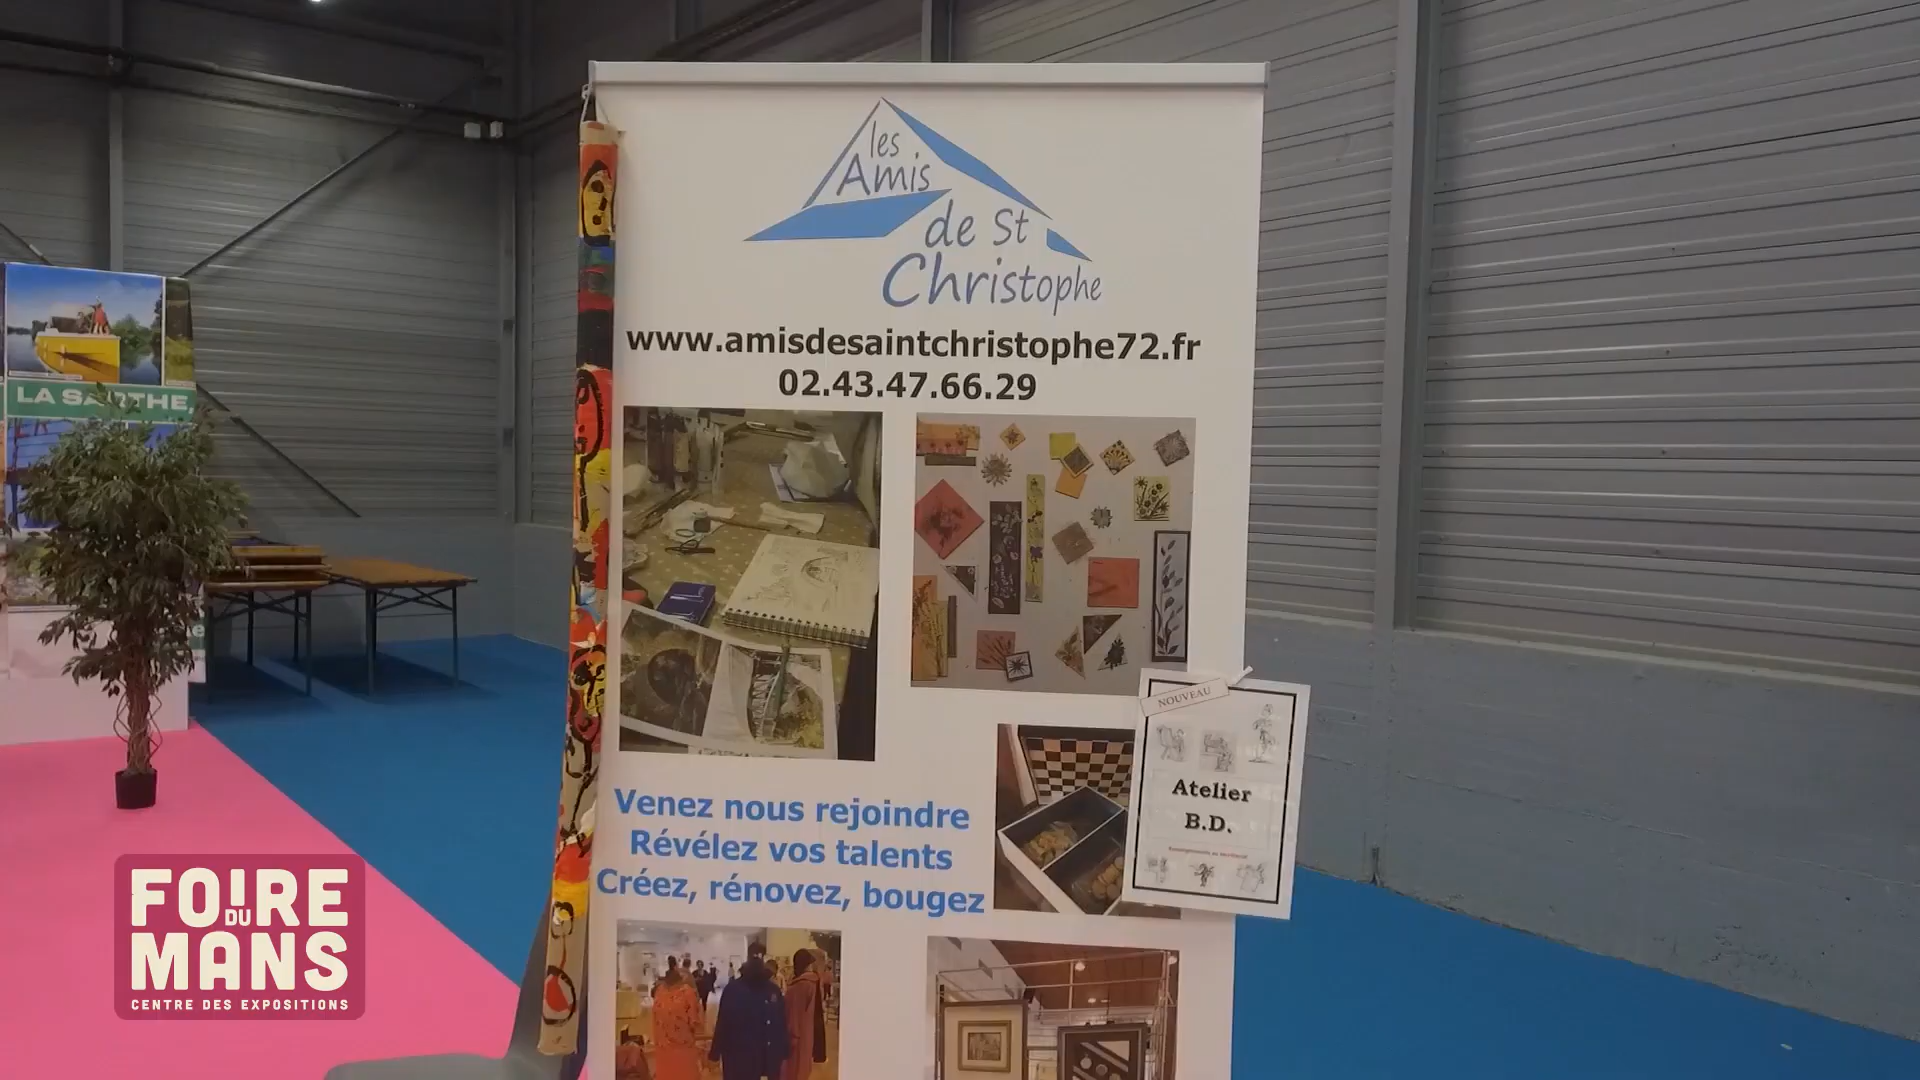 les
Amis
de St
Christophe
www.amisdesaintchristophe72.fr
02.43.47.66.29
LA SARTHE,
NOUVEAU
Atelier
B.D.
Venez nous rejoindre
Révélez vos talents
Créez, rénovez, bougez
FOIRE
DU
MANS
CENTRE DES EXPOSITIONS